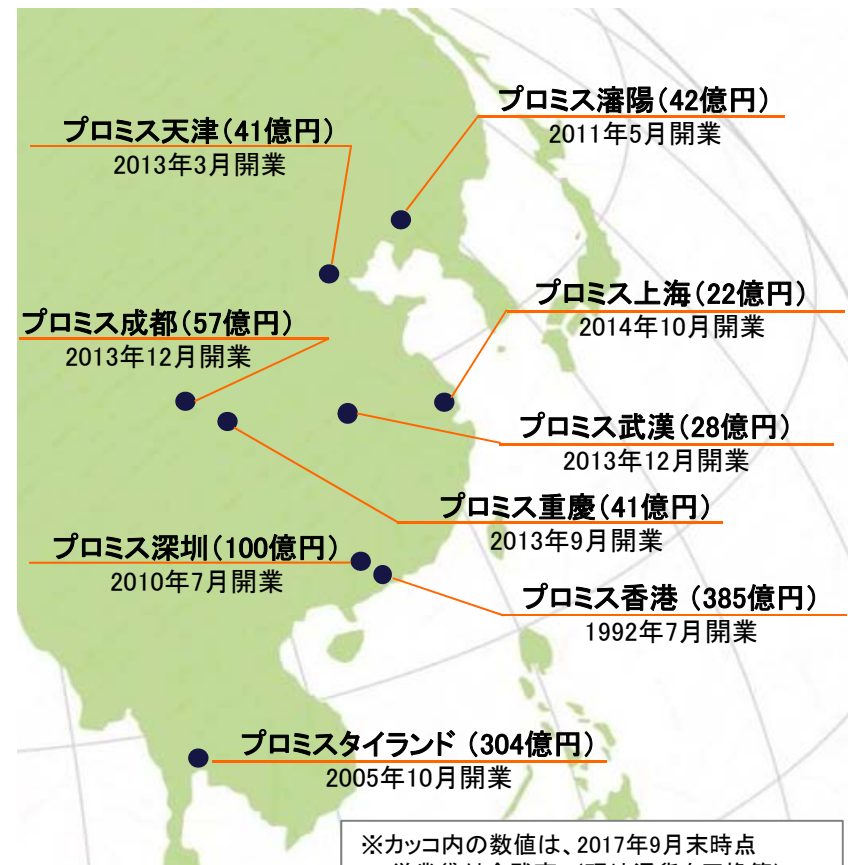 プロミス瀋陽(42億円)
2011年5月開業
プロミス天津(41億円)
2013年3月開業
プロミス上海(22億円)
2014年10月開業
プロミス成都(57億円)
2013年12月開業
プロミス武漢(28億円)
2013年12月開業
プロミス重慶(41億円)
2013年9月開業
プロミス深圳(100億円)
2010年7月開業
プロミス香港 (385億円)
1992年7月開業
プロミスタイランド (304億円)
2005年10月開業
※カッコ内の数値は、2017年9月末時点